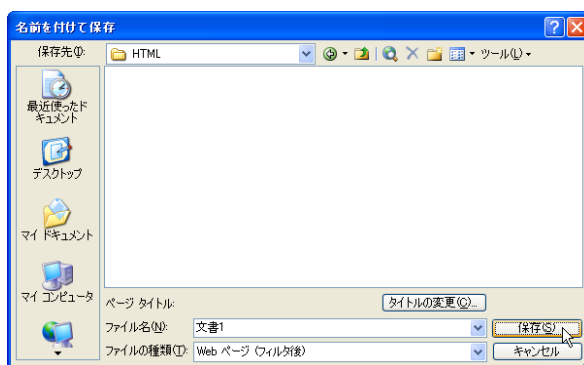 名前を付けて保存
保存先(I):
HTML
ツール(L)
最近使ったド
キュメント
デスクトップ
マイ ドキュメント
マイ コンピュータ
ページ タイトル:
タイトルの変更(C)...
ファイル名(N):
文書1
保存(S)
ファイルの種類(T):
Web ページ (フィルタ後)
キャンセル